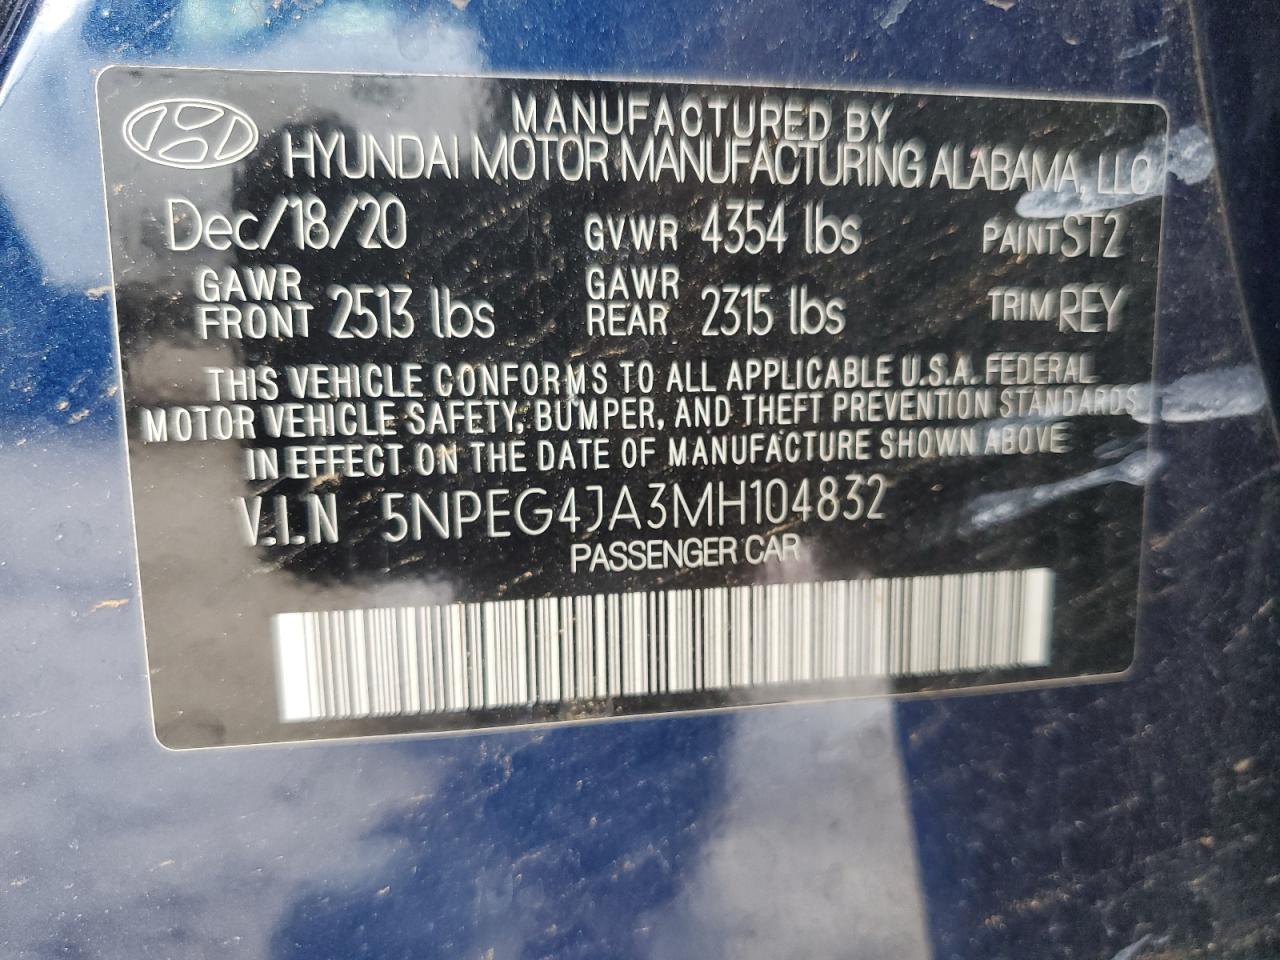 MANUFACTURED BY
HYUNDAI MOTOR MANUFACTURING ALABAMA, LLC
Dec/18/20 GVWR 4354 lbs PAINT ST2
GAWR FRONT 2513 lbs GAWR REAR 2315 lbs TRIM REY
THIS VEHICLE CONFORMS TO ALL APPLICABLE U.S.A. FEDERAL
MOTOR VEHICLE SAFETY, BUMPER, AND THEFT PREVENTION STANDARDS
IN EFFECT ON THE DATE OF MANUFACTURE SHOWN ABOVE
V.I.N 5NPEG4JA3MH104832
PASSENGER CAR